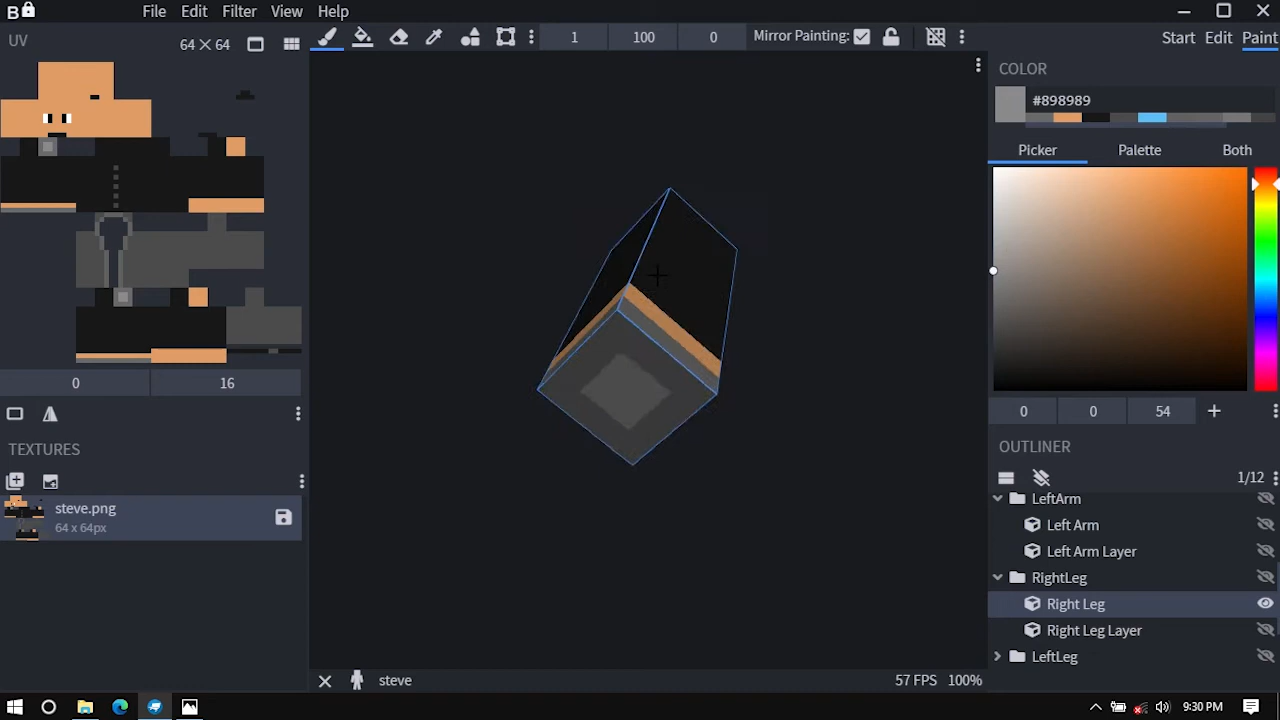 B File Edit Filter View Help
UV 64×64 1 100 0 Mirror Painting: Start Edit Paint
COLOR
#898989
Picker Palette Both
0 16
0 0 54
TEXTURES
OUTLINER
1/12
steve.png
64 x 64px
LeftArm
Left Arm
Left Arm Layer
RightLeg
Right Leg
Right Leg Layer
LeftLeg
steve 57 FPS 100%
9:30 PM